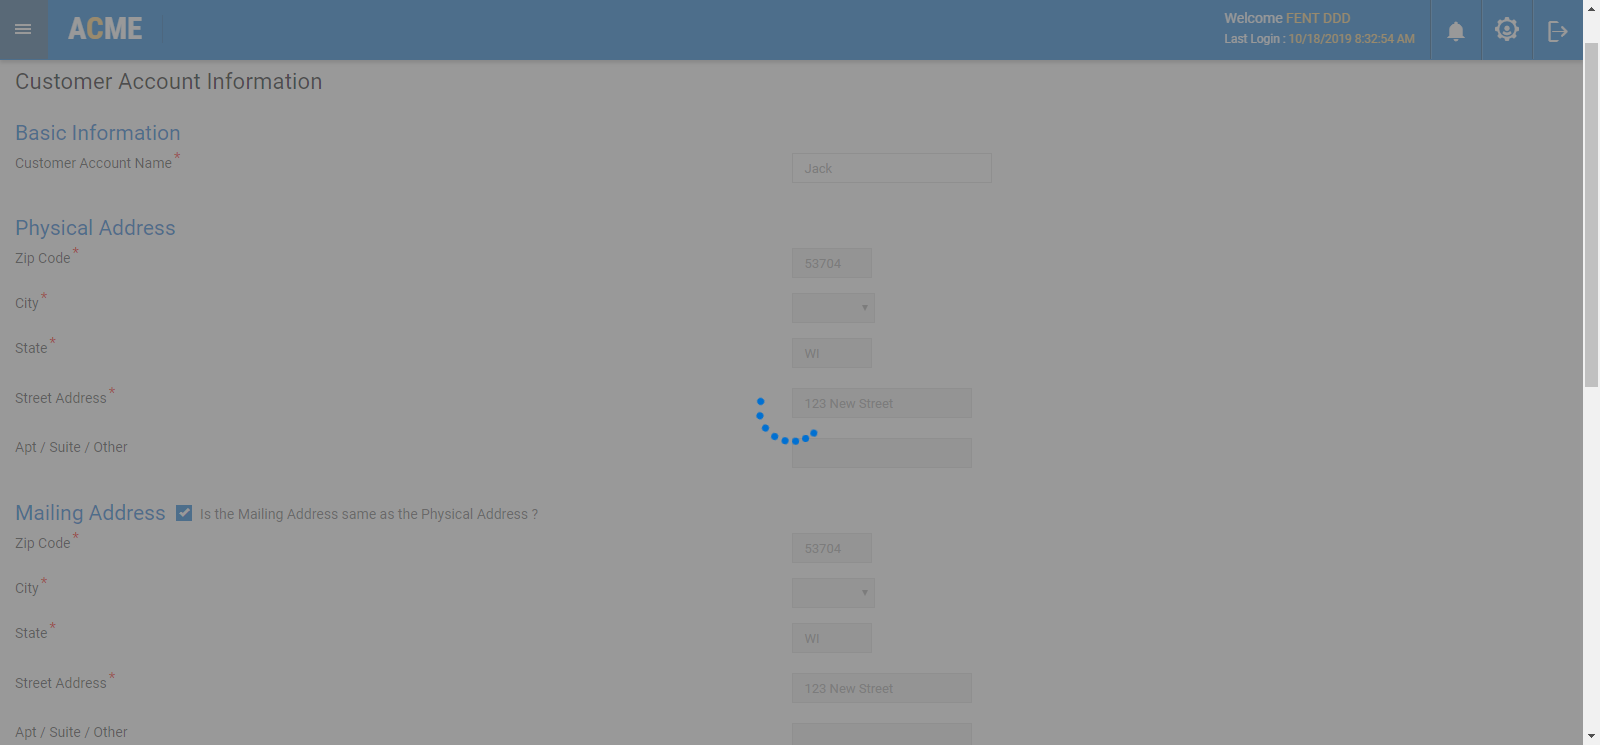 ACME
Welcome FENT DDD
Last Login : 10/18/2019 8:32:54 AM
Customer Account Information
Basic Information
Customer Account Name *
Jack
Physical Address
Zip Code *
53704
City *
State *
WI
Street Address *
123 New Street
Apt / Suite / Other
Mailing Address Is the Mailing Address same as the Physical Address ?
Zip Code *
53704
City *
State *
WI
Street Address *
123 New Street
Apt / Suite / Other